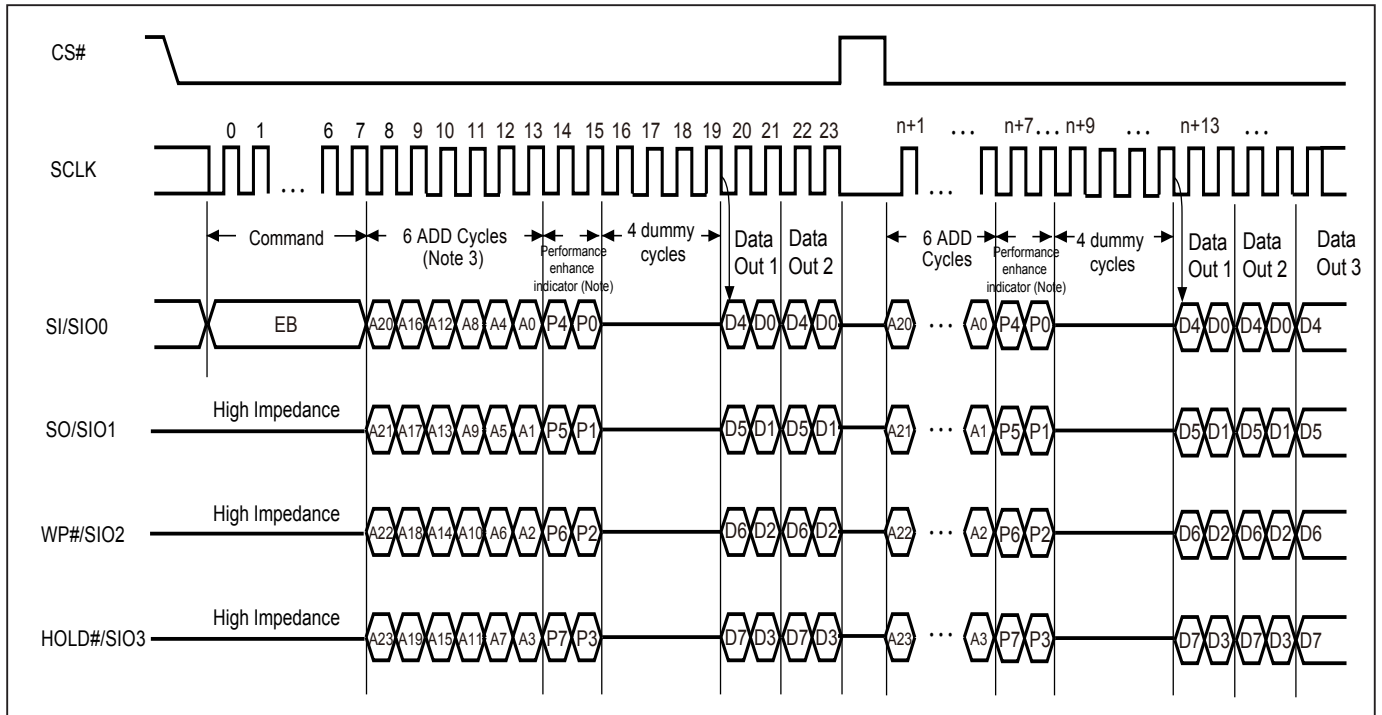 CS#
0 1 6 7 8 9 10 11 12 13 14 15 16 17 18 19 20 21 22 23 n+1 ... n+7... n+9 ... n+13 ...
SCLK
... ...
Command
6 ADD Cycles
(Note 3)
Performance
enhance
indicator (Note)
4 dummy
cycles
Data
Out 1
Data
Out 2
6 ADD
Cycles
Performance
enhance
indicator (Note)
4 dummy
cycles
Data
Out 1
Data
Out 2
Data
Out 3
SI/SIO0
EB A20 A16 A12 A8 A4 A0 P4 P0 D4 D0 D4 D0 A20 ... A0 P4 P0 D4 D0 D4 D0 D4
High Impedance
SO/SIO1
A21 A17 A13 A9 A5 A1 P5 P1 D5 D1 D5 D1 A21 ... A1 P5 P1 D5 D1 D5 D1 D5
High Impedance
WP#/SIO2
A22 A18 A14 A10 A6 A2 P6 P2 D6 D2 D6 D2 A22 ... A2 P6 P2 D6 D2 D6 D2 D6
High Impedance
HOLD#/SIO3
A23 A19 A15 A11 A7 A3 P7 P3 D7 D3 D7 D3 A23 ... A3 P7 P3 D7 D3 D7 D3 D7